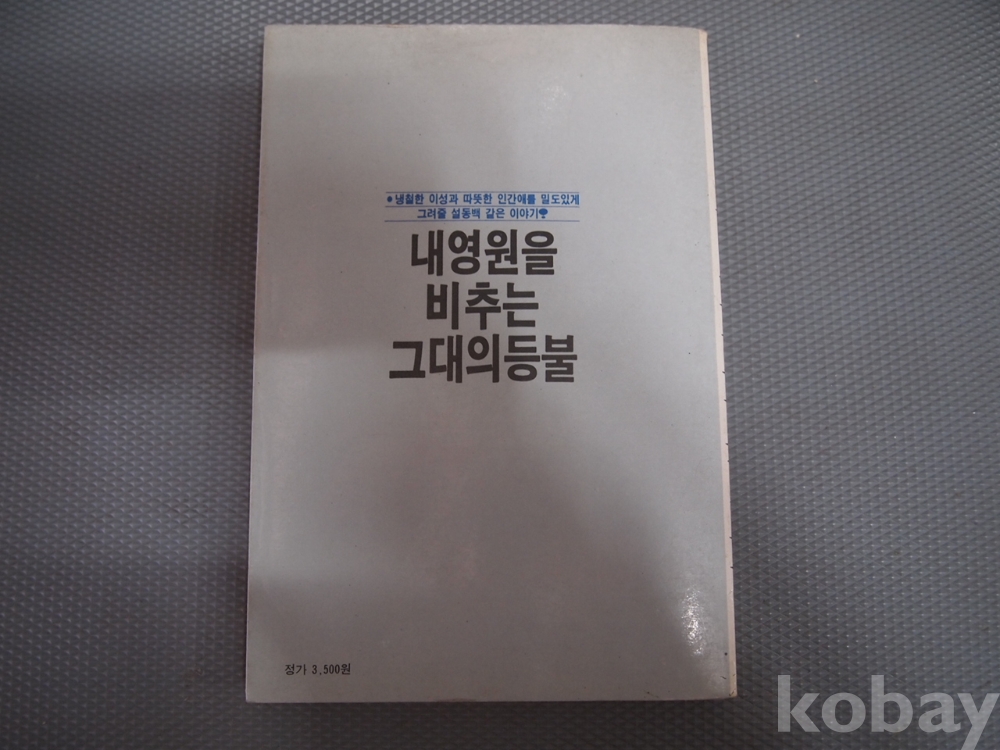 ●냉철한 이성과 따뜻한 인간애를 밀도있게
그려줄 설동백 같은 이야기
내영원을
비추는
그대의등불
정가 3,500원
kobay